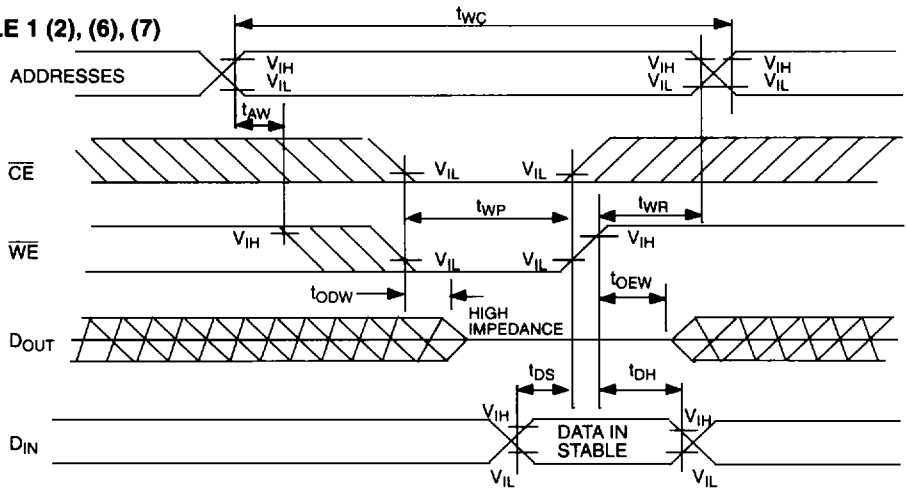 tWC
LE 1 (2), (6), (7)
ADDRESSES
VIH
VIL
VIH
VIL
VIH
VIL
tAW
CE
VIL
VIL
tWP
tWR
WE
VIH
VIL
VIL
VIH
tODW
tOEW
HIGH
IMPEDANCE
DOUT
tDS
tDH
DIN
VIH
VIL
DATA IN
STABLE
VIH
VIL